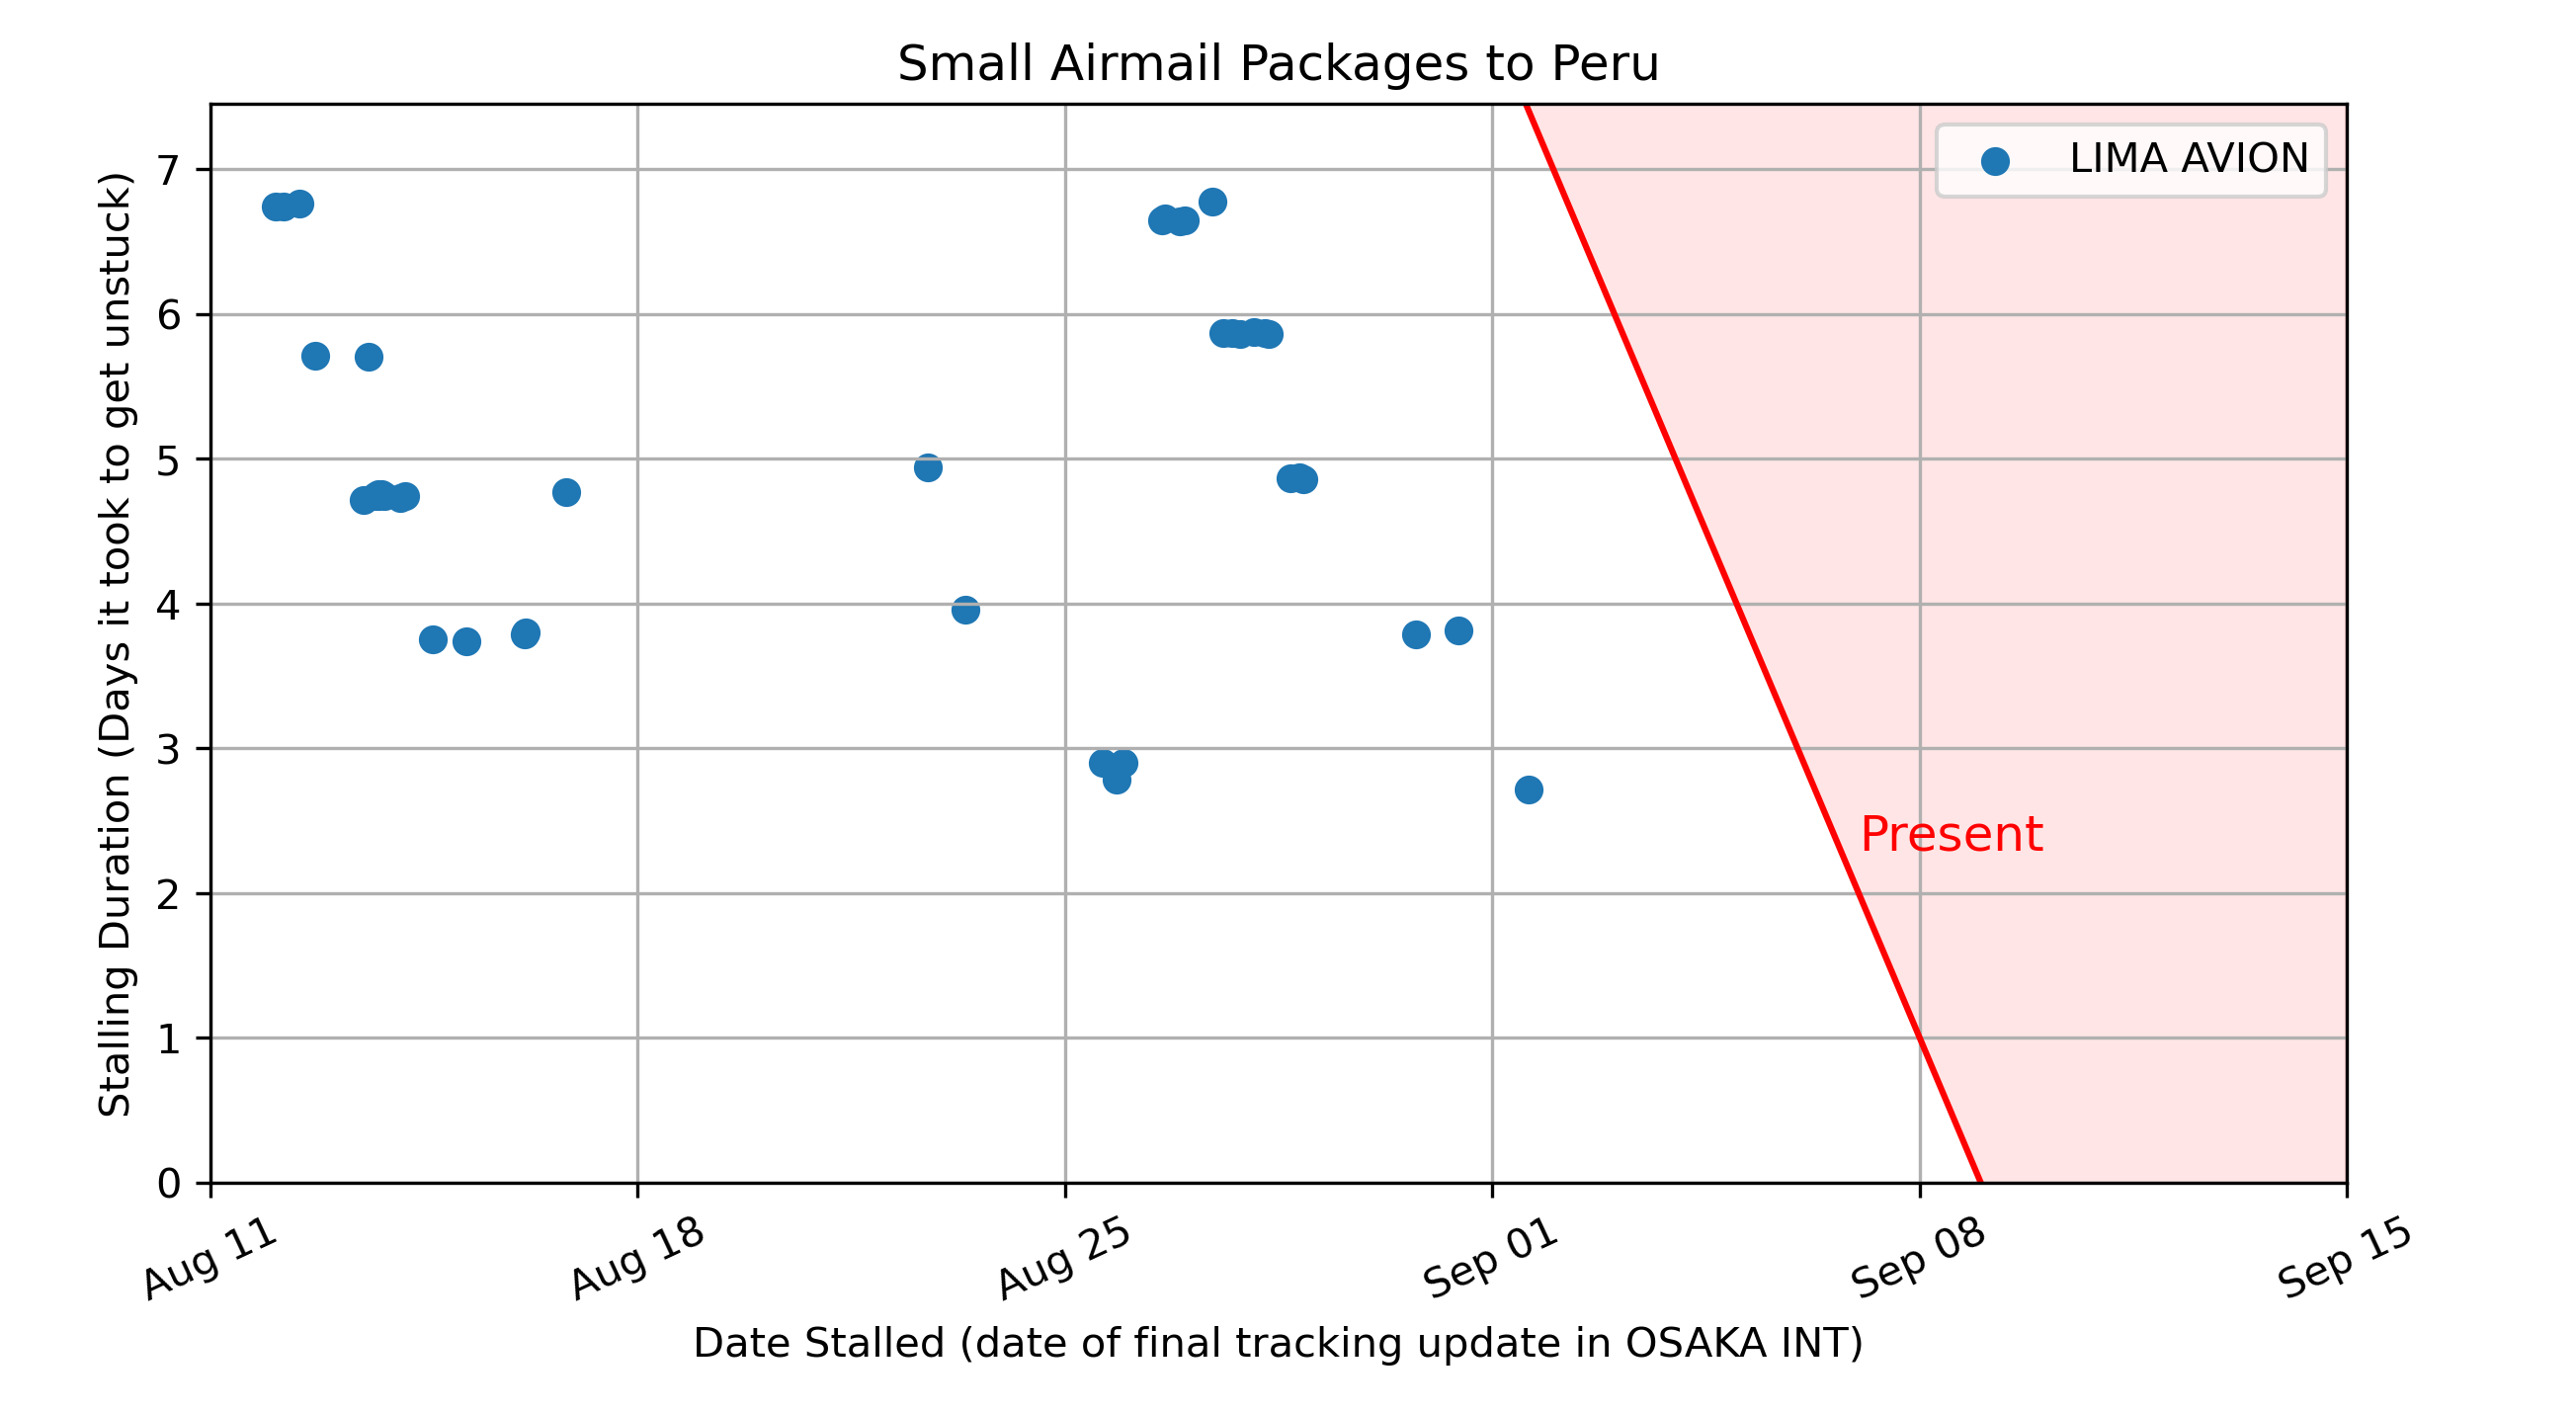 Small Airmail Packages to Peru
LIMA AVION
Stalling Duration (Days it took to get unstuck)
7
6
5
4
3
2
1
0
Present
Aug 11
Aug 18
Aug 25
Sep 01
Sep 08
Sep 15
Date Stalled (date of final tracking update in OSAKA INT)